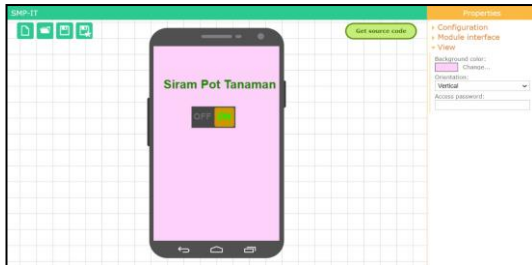 SMP-IT
Properties
Get source code
Configuration
Module interface
View
Background color:
Change...
Orientation:
Vertical
Access password:
Siram Pot Tanaman
OFF